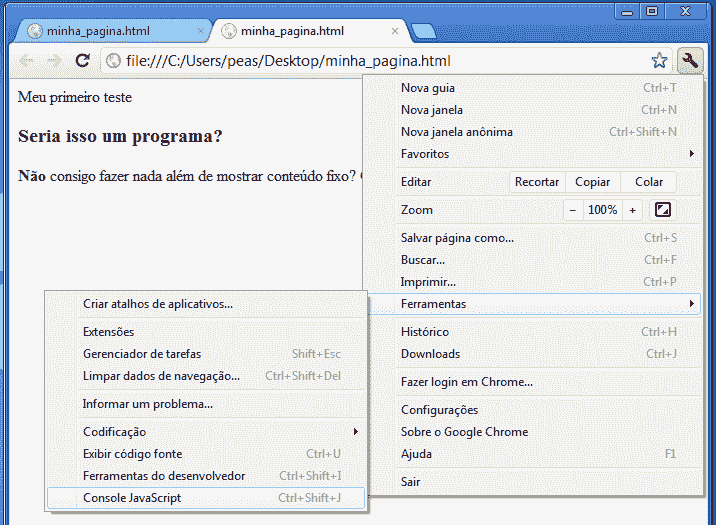 minha_pagina.html
minha_pagina.html
file:///C:/Users/peas/Desktop/minha_pagina.html
Meu primeiro teste
Seria isso um programa?
Não consigo fazer nada além de mostrar conteúdo fixo?
Nova guia Ctrl+T
Nova janela Ctrl+N
Nova janela anônima Ctrl+Shift+N
Favoritos
Editar Recortar Copiar Colar
Zoom − 100% +
Salvar página como... Ctrl+S
Buscar... Ctrl+F
Imprimir... Ctrl+P
Ferramentas
Histórico Ctrl+H
Downloads Ctrl+J
Fazer login em Chrome...
Configurações
Sobre o Google Chrome
Ajuda F1
Sair
Criar atalhos de aplicativos...
Extensões
Gerenciador de tarefas Shift+Esc
Limpar dados de navegação... Ctrl+Shift+Del
Informar um problema...
Codificação
Exibir código fonte Ctrl+U
Ferramentas do desenvolvedor Ctrl+Shift+I
Console JavaScript Ctrl+Shift+J